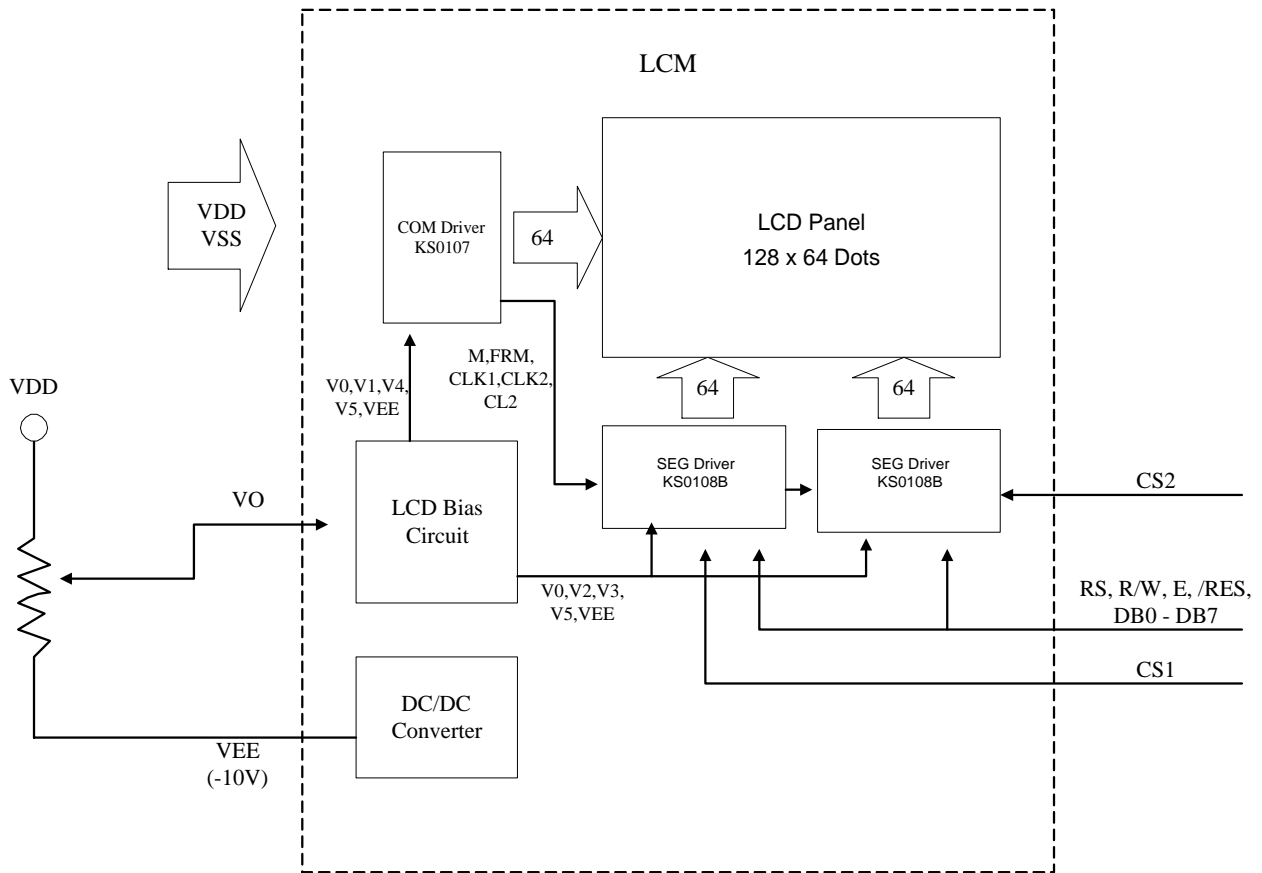 LCM
VDD
VSS
COM Driver
KS0107
64
LCD Panel
128 x 64 Dots
VDD
V0,V1,V4,
V5,VEE
M,FRM,
CLK1,CLK2,
CL2
64
64
SEG Driver
KS0108B
SEG Driver
KS0108B
CS2
VO
LCD Bias
Circuit
V0,V2,V3,
V5,VEE
RS, R/W, E, /RES,
DB0 - DB7
CS1
DC/DC
Converter
VEE
(-10V)